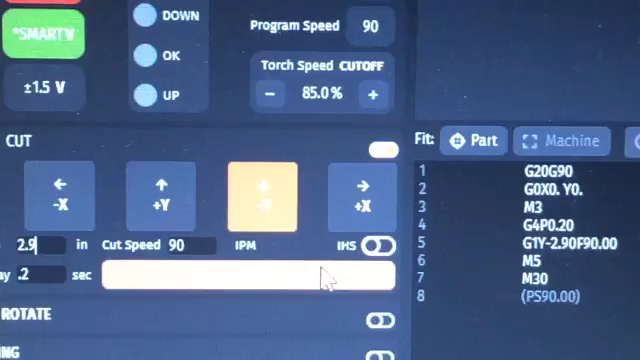 DOWN
Program Speed 90
*SMART V
OK
Torch Speed CUTOFF
±1.5 V
UP
− 85.0% +
CUT
Fit: Part Machine
← -X
↑ +Y
-Y
→ +X
2.9 in Cut Speed 90 IPM IHS
ay .2 sec
ROTATE
NG
1 G20G90
2 G0X0. Y0.
3 M3
4 G4P0.20
5 G1Y-2.90F90.00
6 M5
7 M30
8 (PS90.00)